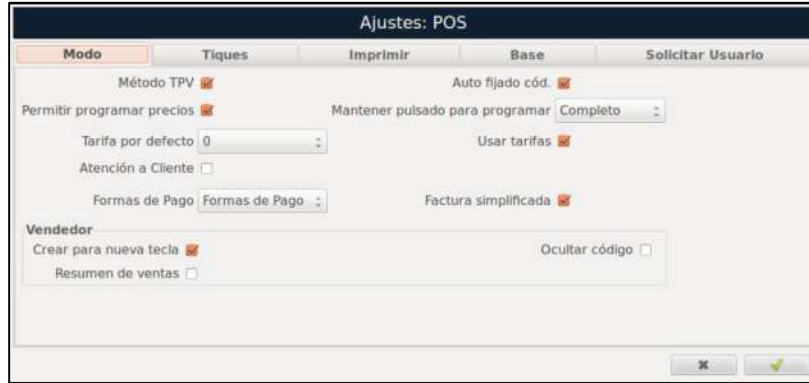 Ajustes: POS
Modo Tiques Imprimir Base Solicitar Usuario
Método TPV Auto fijado cód.
Permitir programar precios Mantener pulsado para programar Completo
Tarifa por defecto 0 Usar tarifas
Atención a Cliente
Formas de Pago Formas de Pago Factura simplificada
Vendedor
Crear para nueva tecla Ocultar código
Resumen de ventas